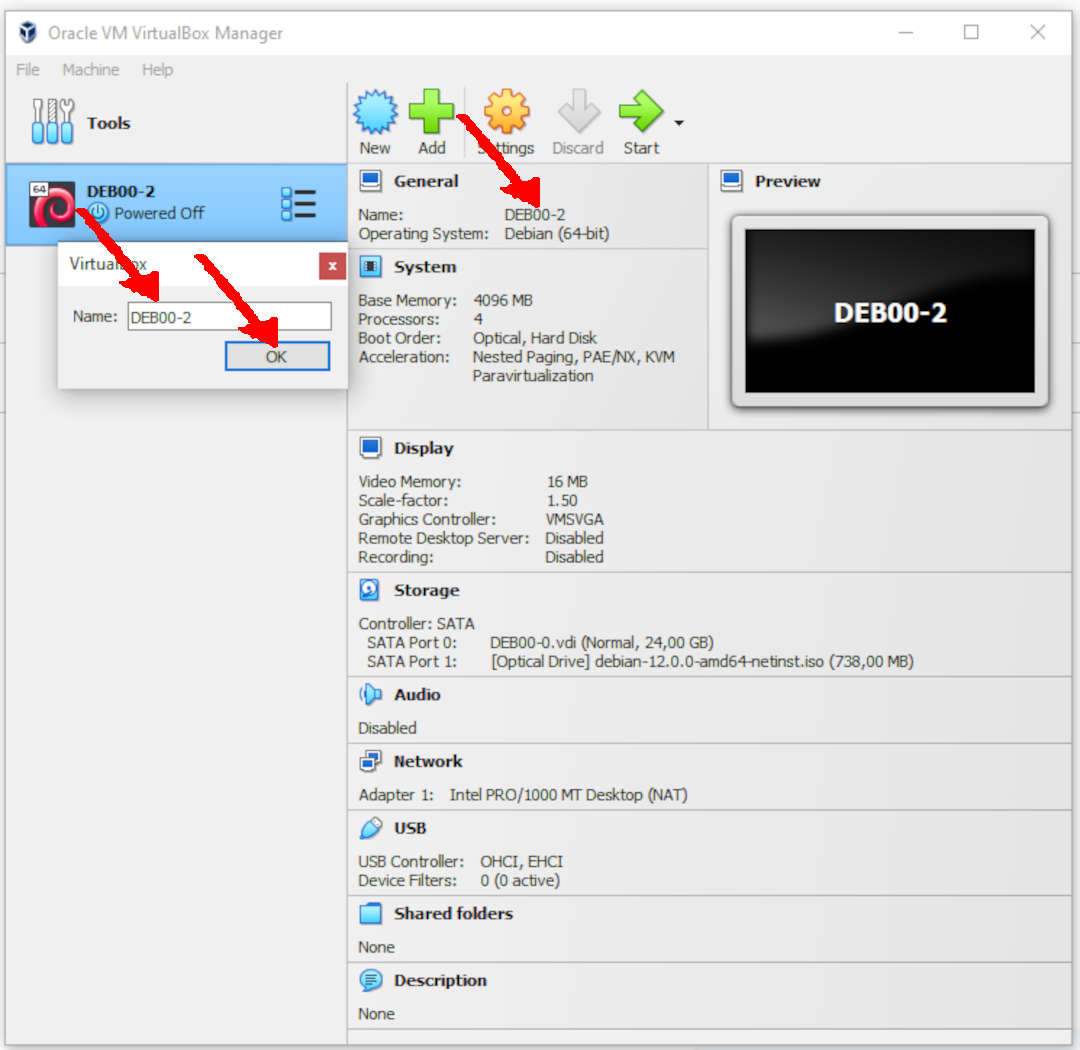 Oracle VM VirtualBox Manager
File Machine Help
Tools
New Add Settings Discard Start
64 DEB00-2
Powered Off
VirtualBox
Name: DEB00-2
OK
General
Name: DEB00-2
Operating System: Debian (64-bit)
System
Base Memory: 4096 MB
Processors: 4
Boot Order: Optical, Hard Disk
Acceleration: Nested Paging, PAE/NX, KVM
Paravirtualization
Preview
DEB00-2
Display
Video Memory: 16 MB
Scale-factor: 1.50
Graphics Controller: VMSVGA
Remote Desktop Server: Disabled
Recording: Disabled
Storage
Controller: SATA
SATA Port 0: DEB00-0.vdi (Normal, 24,00 GB)
SATA Port 1: [Optical Drive] debian-12.0.0-amd64-netinst.iso (738,00 MB)
Audio
Disabled
Network
Adapter 1: Intel PRO/1000 MT Desktop (NAT)
USB
USB Controller: OHCI, EHCI
Device Filters: 0 (0 active)
Shared folders
None
Description
None